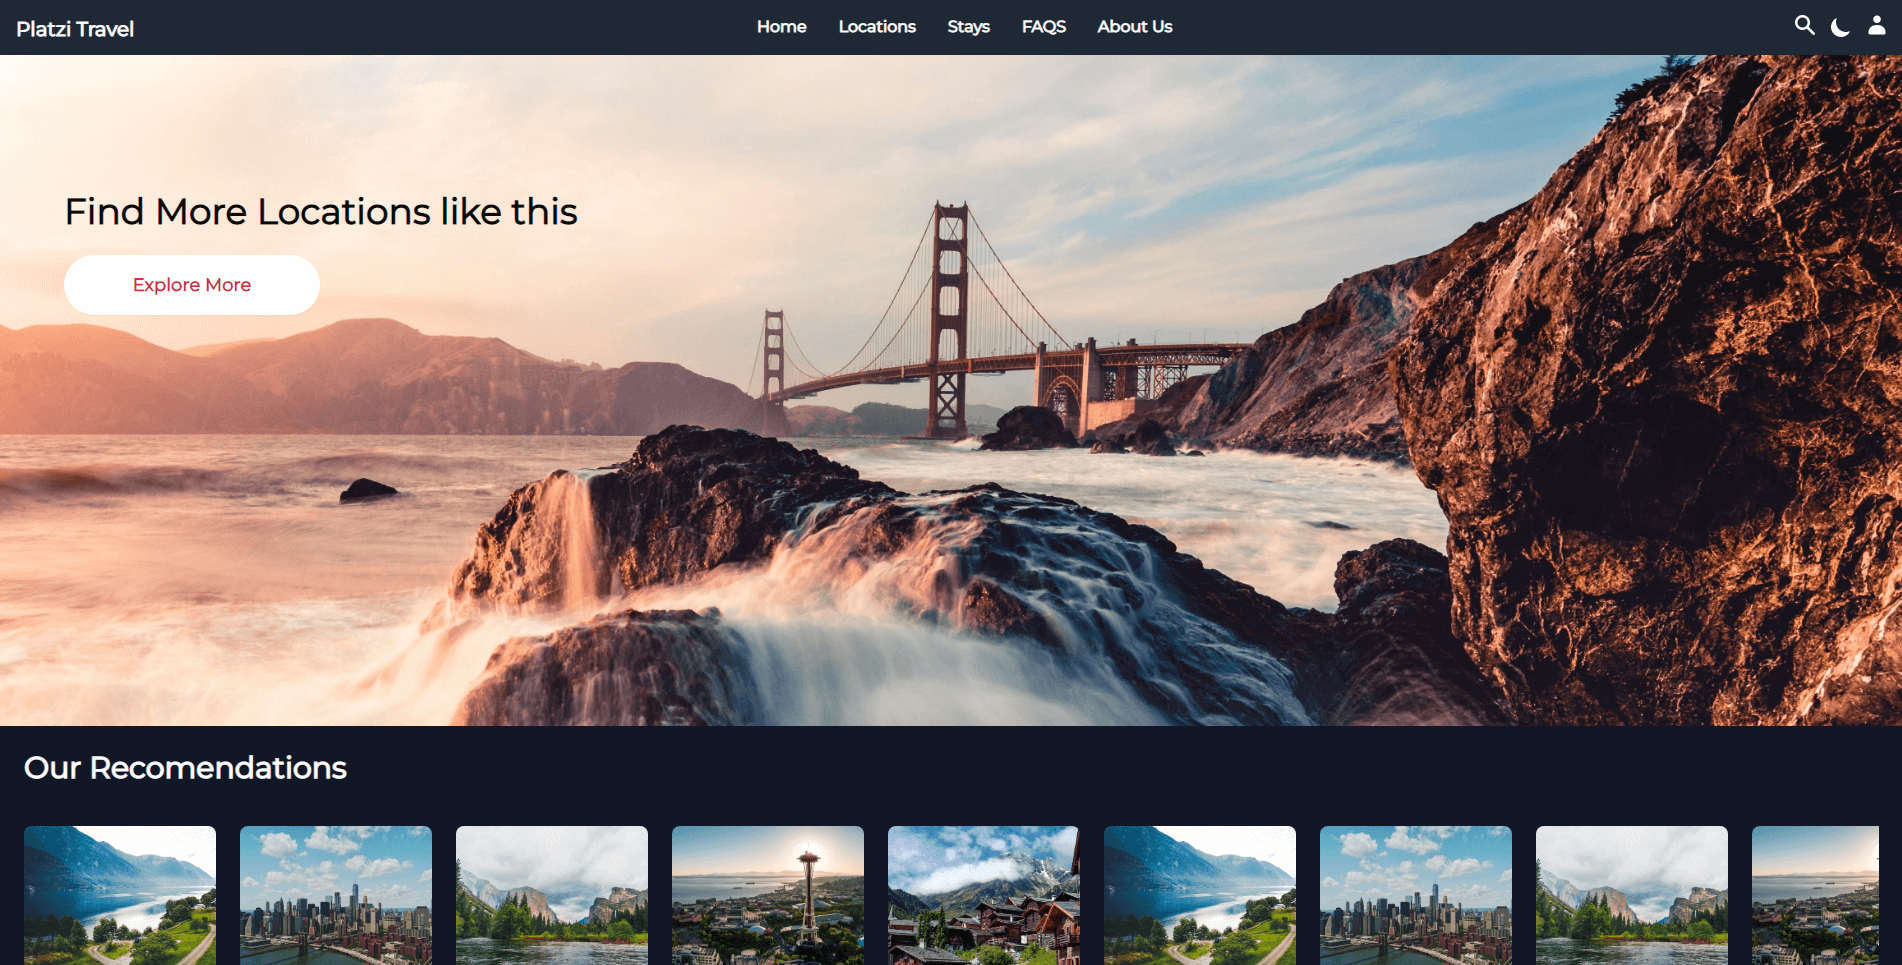 Platzi Travel
Home Locations Stays FAQS About Us
Find More Locations like this
Explore More
Our Recomendations